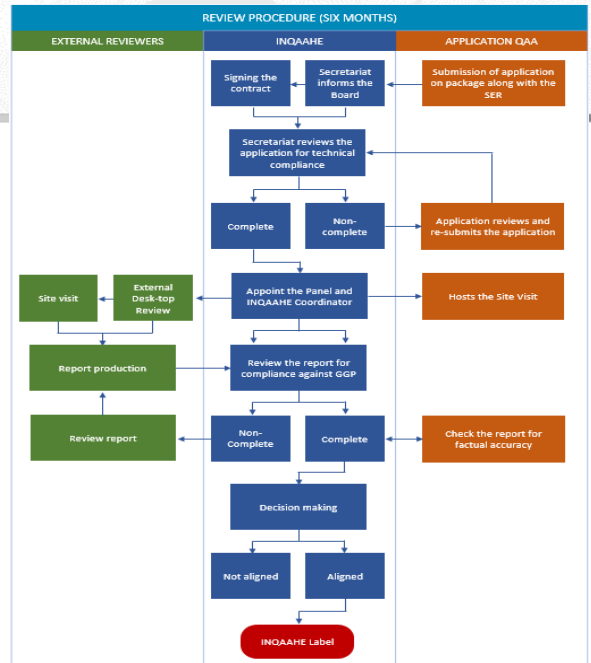 REVIEW PROCEDURE (SIX MONTHS)
EXTERNAL REVIEWERS
INQAAHE
APPLICATION QAA
Signing the
contract
Secretariat
informs the
Board
Submission of application
on package along with the
SER
Secretariat reviews the
application for technical
compliance
Complete
Non-
complete
Application reviews and
re-submits the application
Site visit
External
Desk-top
Review
Appoint the Panel and
INQAAHE Coordinator
Hosts the Site Visit
Report production
Review the report for
compliance against GGP
Review report
Non-
Complete
Complete
Check the report for
factual accuracy
Decision making
Not aligned
Aligned
INQAAHE Label